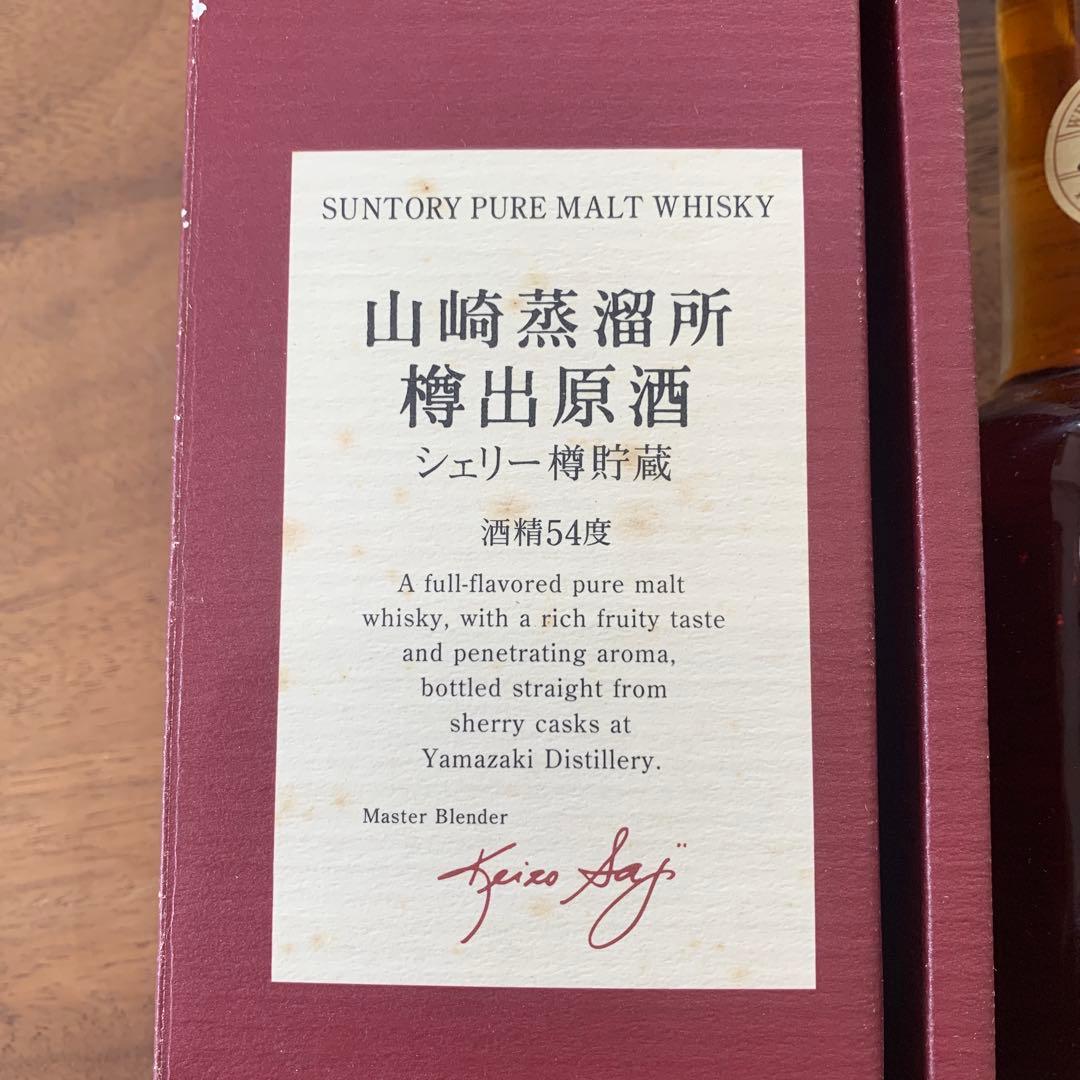 SUNTORY PURE MALT WHISKY
山崎蒸溜所
樽出原酒
シェリー樽貯蔵
酒精54度
A full-flavored pure malt
whisky, with a rich fruity taste
and penetrating aroma,
bottled straight from
sherry casks at
Yamazaki Distillery.
Master Blender
Keizo Saji